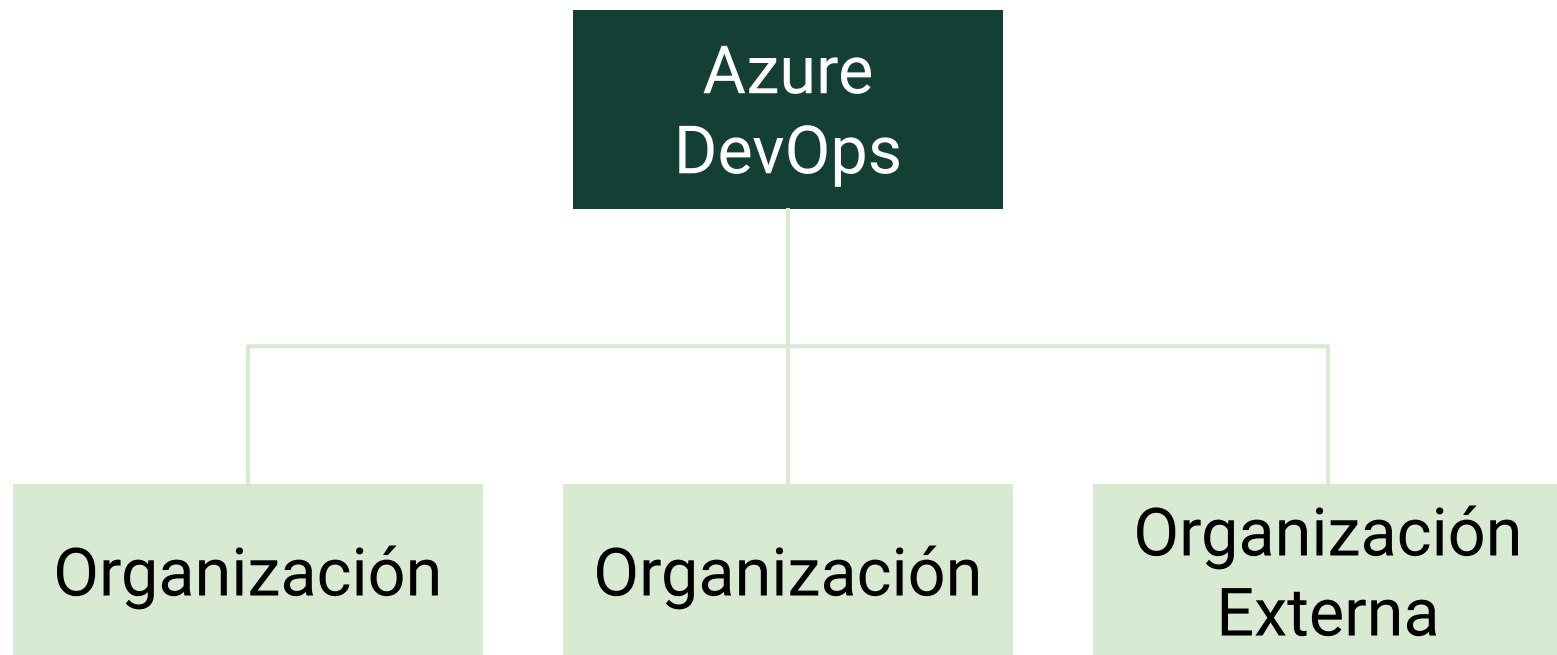 Azure
DevOps
Organización
Organización
Organización
Externa